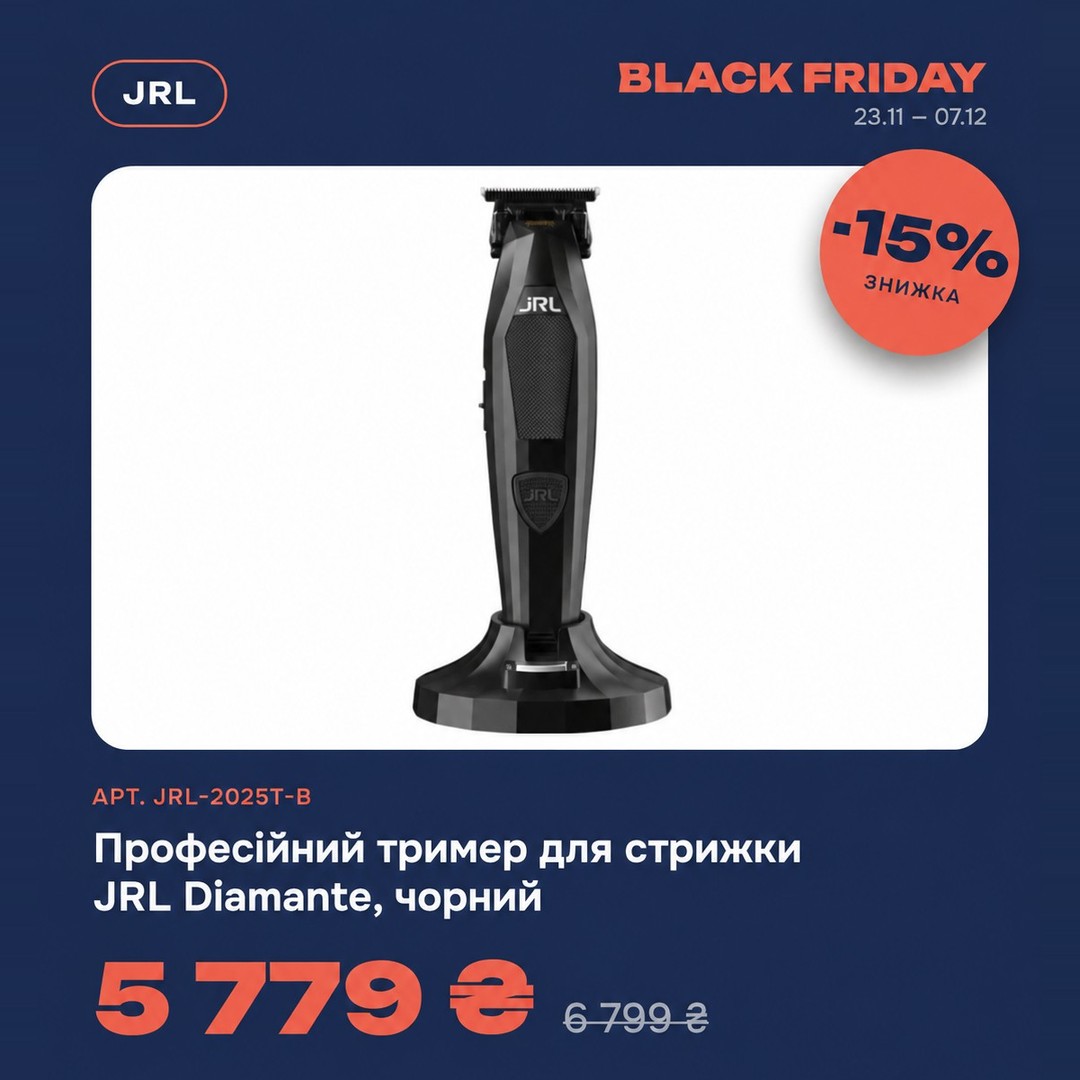 JRL
BLACK FRIDAY
23.11 – 07.12
-15%
ЗНИЖКА
JRL
JRL
АРТ. JRL-2025T-B
Професійний тример для стрижки
JRL Diamante, чорний
5 779 ₴
6 799 ₴